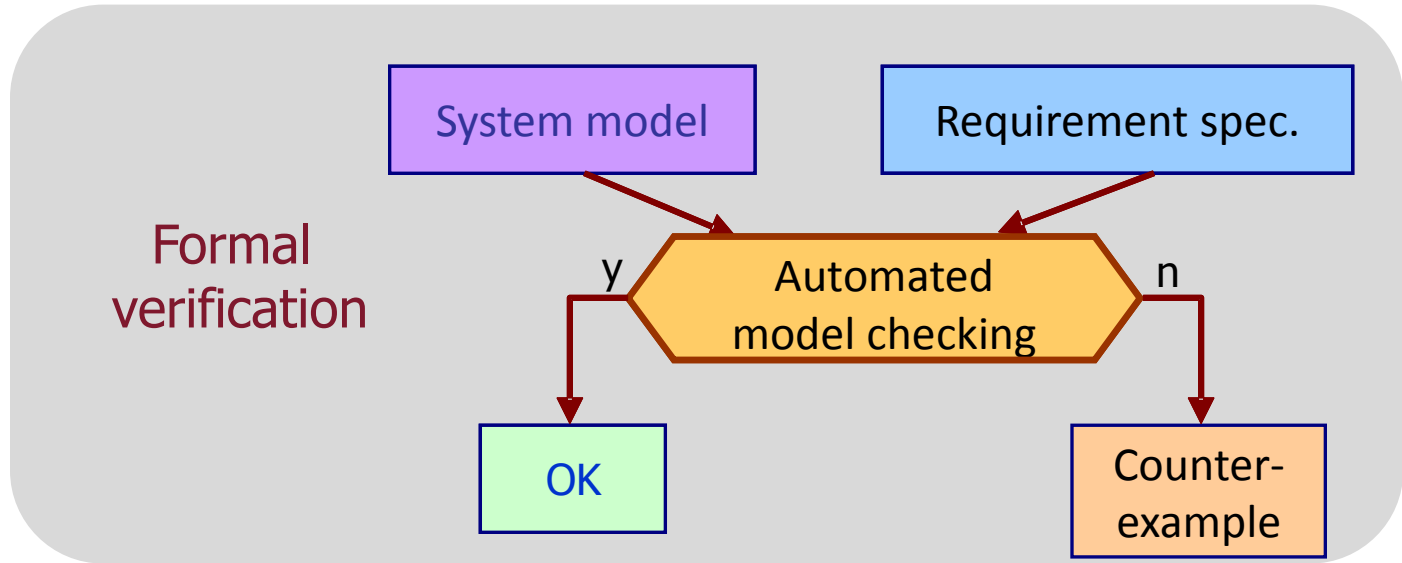 System model
Requirement spec.
Formal
verification
y
Automated
model checking
n
OK
Counter-
example